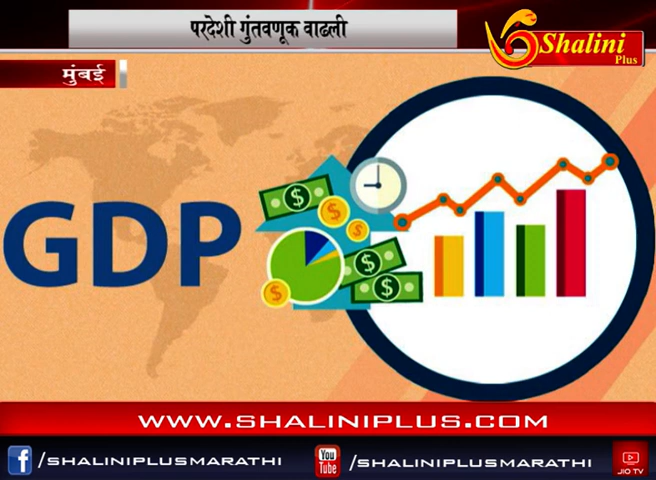 परदेशी गुंतवणूक वाढली
Shalini
Plus
मुंबई
GDP
$
$
$
$
$
$
WWW.SHALINIPLUS.COM
f /SHALINIPLUSMARATHI
You Tube /SHALINIPLUSMARATHI
JIO TV